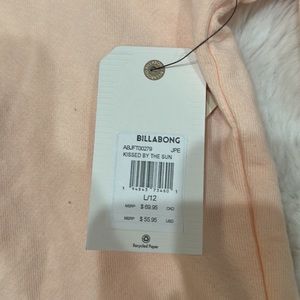 BILLABONG
ABJFT00279 JPE
KISSED BY THE SUN
L/12
MSRP $ 69.95 CAD
MSRP $ 55.95 USD
Recycled Paper